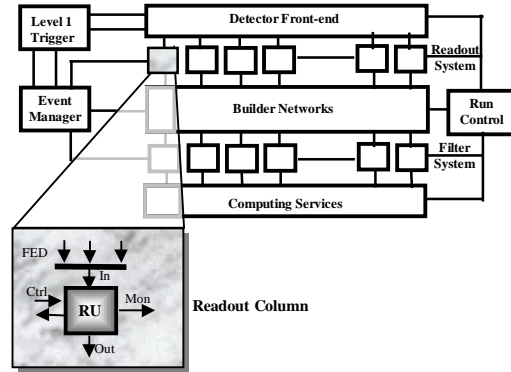 Level 1
Trigger
Detector Front-end
Readout
System
Event
Manager
Builder Networks
Run
Control
Filter
System
Computing Services
FED
In
Ctrl
RU
Mon
Out
Readout Column